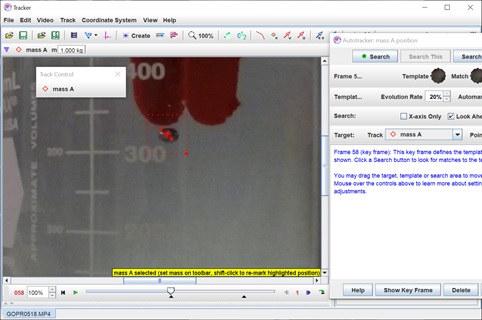 Tracker
File Edit Video Track Coordinate System View Help
Create
100%
mass A m 1.000 kg
Track Control
mass A
400
300
200
200
APPROXIMATE VOLUME
mass A selected (set mass on toolbar, shift-click to re-mark highlighted position)
058 100%
1
GOPR0518.MP4
Autotracker: mass A position
Search Search This Search
Frame 5... Template Match
Templat... Evolution Rate 20% Automa
Search: X-axis Only Look Ahe
Target: Track mass A Poin
Frame 58 (key frame): This key frame defines the templa
shown. Click a Search button to look for matches to the te
You may drag the target, template or search area to move
Mouse over the controls above to learn more about setti
adjustments.
Help Show Key Frame Delete